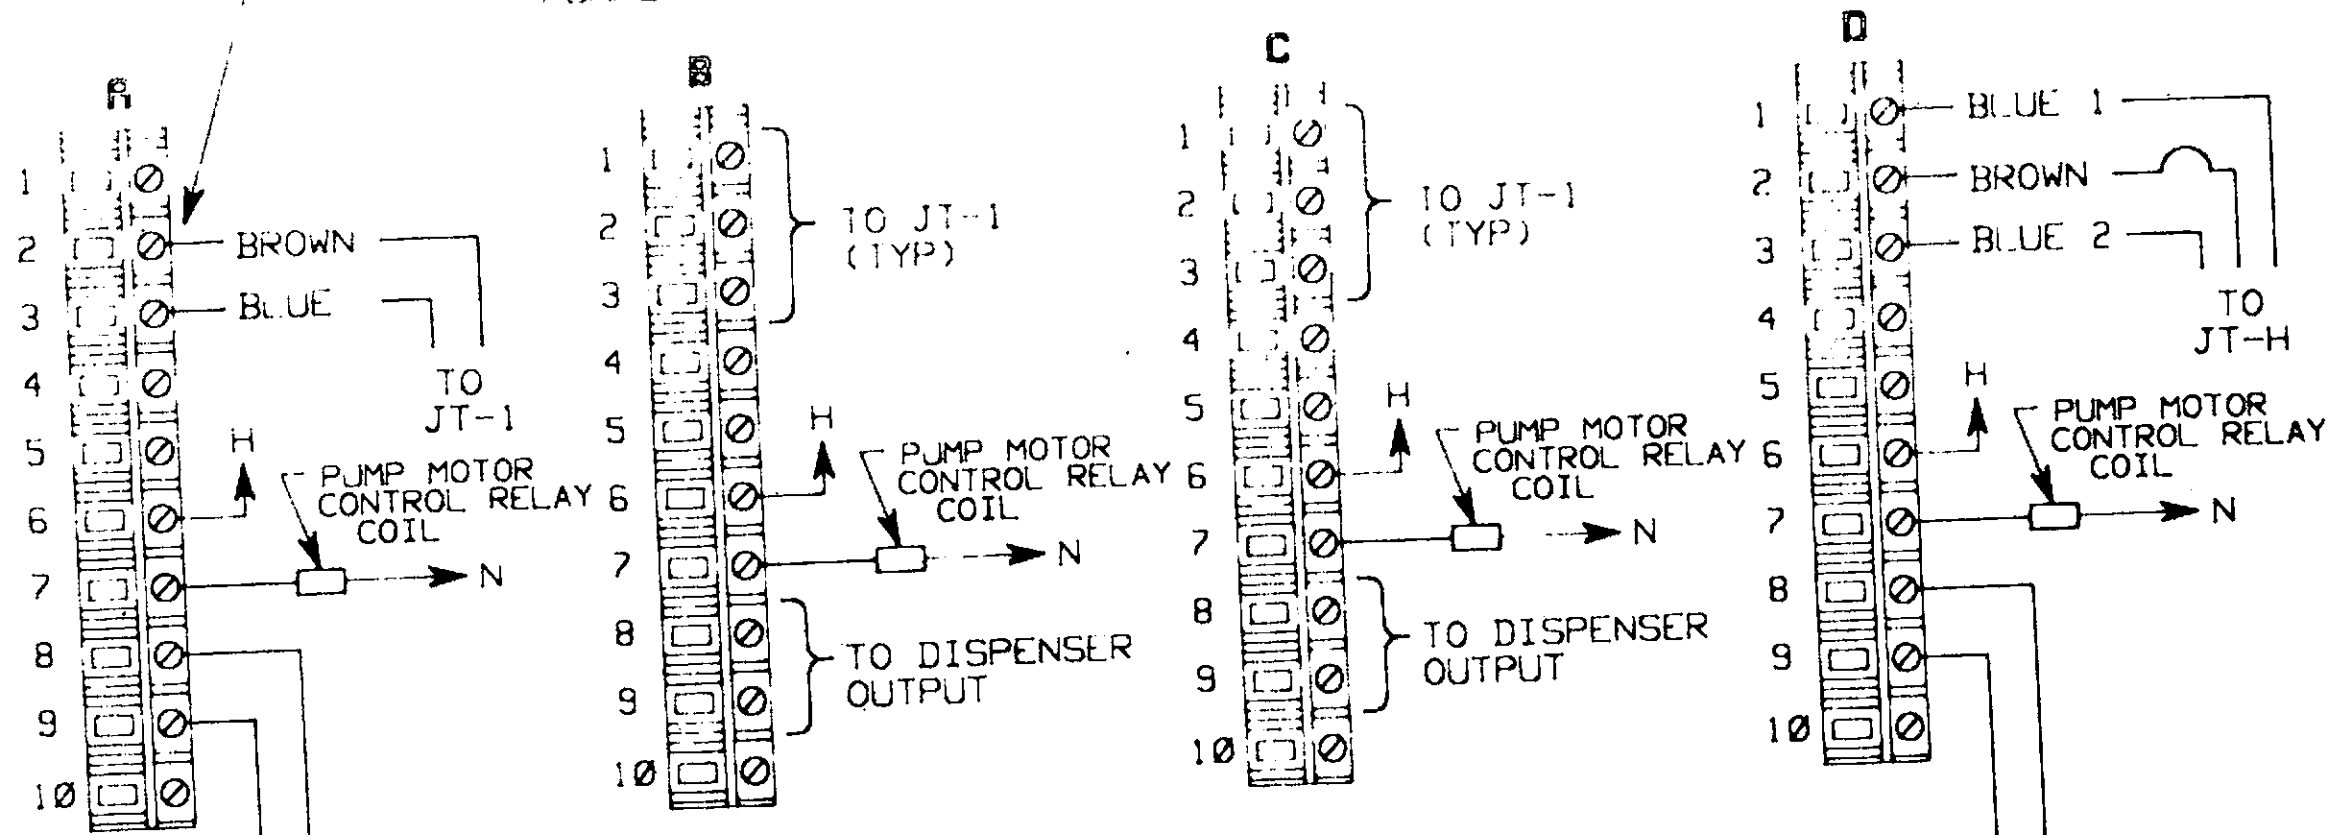 A
1
2
3
4
5
6
7
8
9
10
BROWN
BLUE
TO
JT-1
H
PUMP MOTOR
CONTROL RELAY
COIL
N
B
1
2
3
4
5
6
7
8
9
10
TO JT-1
(TYP)
H
PUMP MOTOR
CONTROL RELAY
COIL
N
TO DISPENSER
OUTPUT
C
1
2
3
4
5
6
7
8
9
10
TO JT-1
(TYP)
H
PUMP MOTOR
CONTROL RELAY
COIL
N
TO DISPENSER
OUTPUT
D
1
2
3
4
5
6
7
8
9
10
BLUE 1
BROWN
BLUE 2
TO
JT-H
H
PUMP MOTOR
CONTROL RELAY
COIL
N